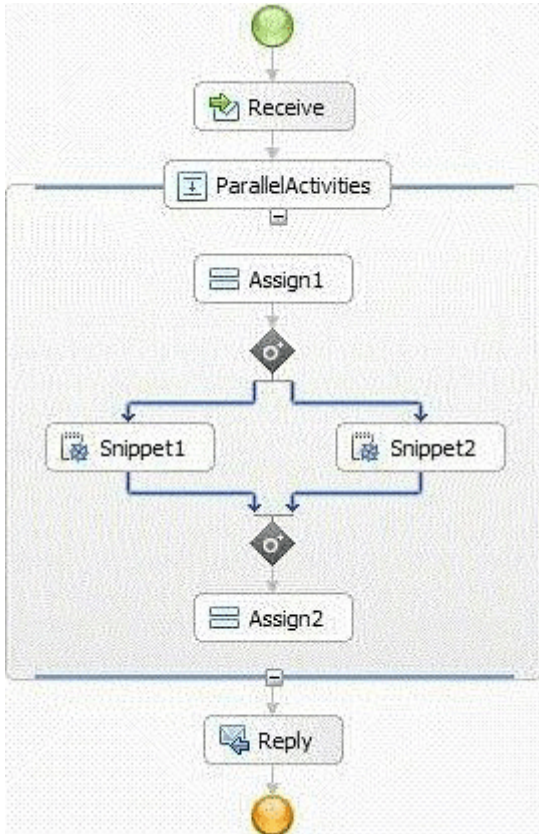 Receive
ParallelActivities
Assign1
Snippet1
Snippet2
Assign2
Reply